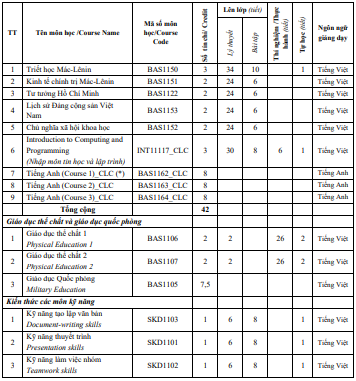 TT Tên môn học /Course Name Mã số môn học/Course Code Số tín chỉ/ Credit Lên lớp (tiết) Thí nghiệm /Thực hành (tiết) Tự học (tiết) Ngôn ngữ giảng dạy
Lý thuyết Bài tập
1 Triết học Mác-Lênin BAS1150 3 34 10 1 Tiếng Việt
2 Kinh tế chính trị Mác-Lênin BAS1151 2 24 6 Tiếng Việt
3 Tư tưởng Hồ Chí Minh BAS1122 2 24 6 Tiếng Việt
4 Lịch sử Đảng cộng sản Việt Nam BAS1153 2 24 6 Tiếng Việt
5 Chủ nghĩa xã hội khoa học BAS1152 2 24 6 Tiếng Việt
6 Introduction to Computing and Programming INT11117_CLC 3 30 8 6 1 Tiếng Việt
(Nhập môn tin học và lập trình)
7 Tiếng Anh (Course 1)_CLC (*) BAS1162_CLC 8 Tiếng Anh
8 Tiếng Anh (Course 2)_CLC BAS1163_CLC 8 Tiếng Anh
9 Tiếng Anh (Course 3)_CLC BAS1164_CLC 8 Tiếng Anh
Tổng cộng 42
Giáo dục thể chất và giáo dục quốc phòng
1 Giáo dục thể chất 1 BAS1106 2 2 26 2 Tiếng Việt
Physical Education 1
2 Giáo dục thể chất 2 BAS1107 2 2 26 2 Tiếng Việt
Physical Education 2
3 Giáo dục Quốc phòng BAS1105 7,5 Tiếng Việt
Military Education
Kiến thức các môn kỹ năng
1 Kỹ năng tạo lập văn bản SKD1103 1 6 8 1 Tiếng Việt
Document-writing skills
2 Kỹ năng thuyết trình SKD1101 1 6 8 1 Tiếng Việt
Presentation skills
3 Kỹ năng làm việc nhóm SKD1102 1 6 8 1 Tiếng Việt
Teamwork skills